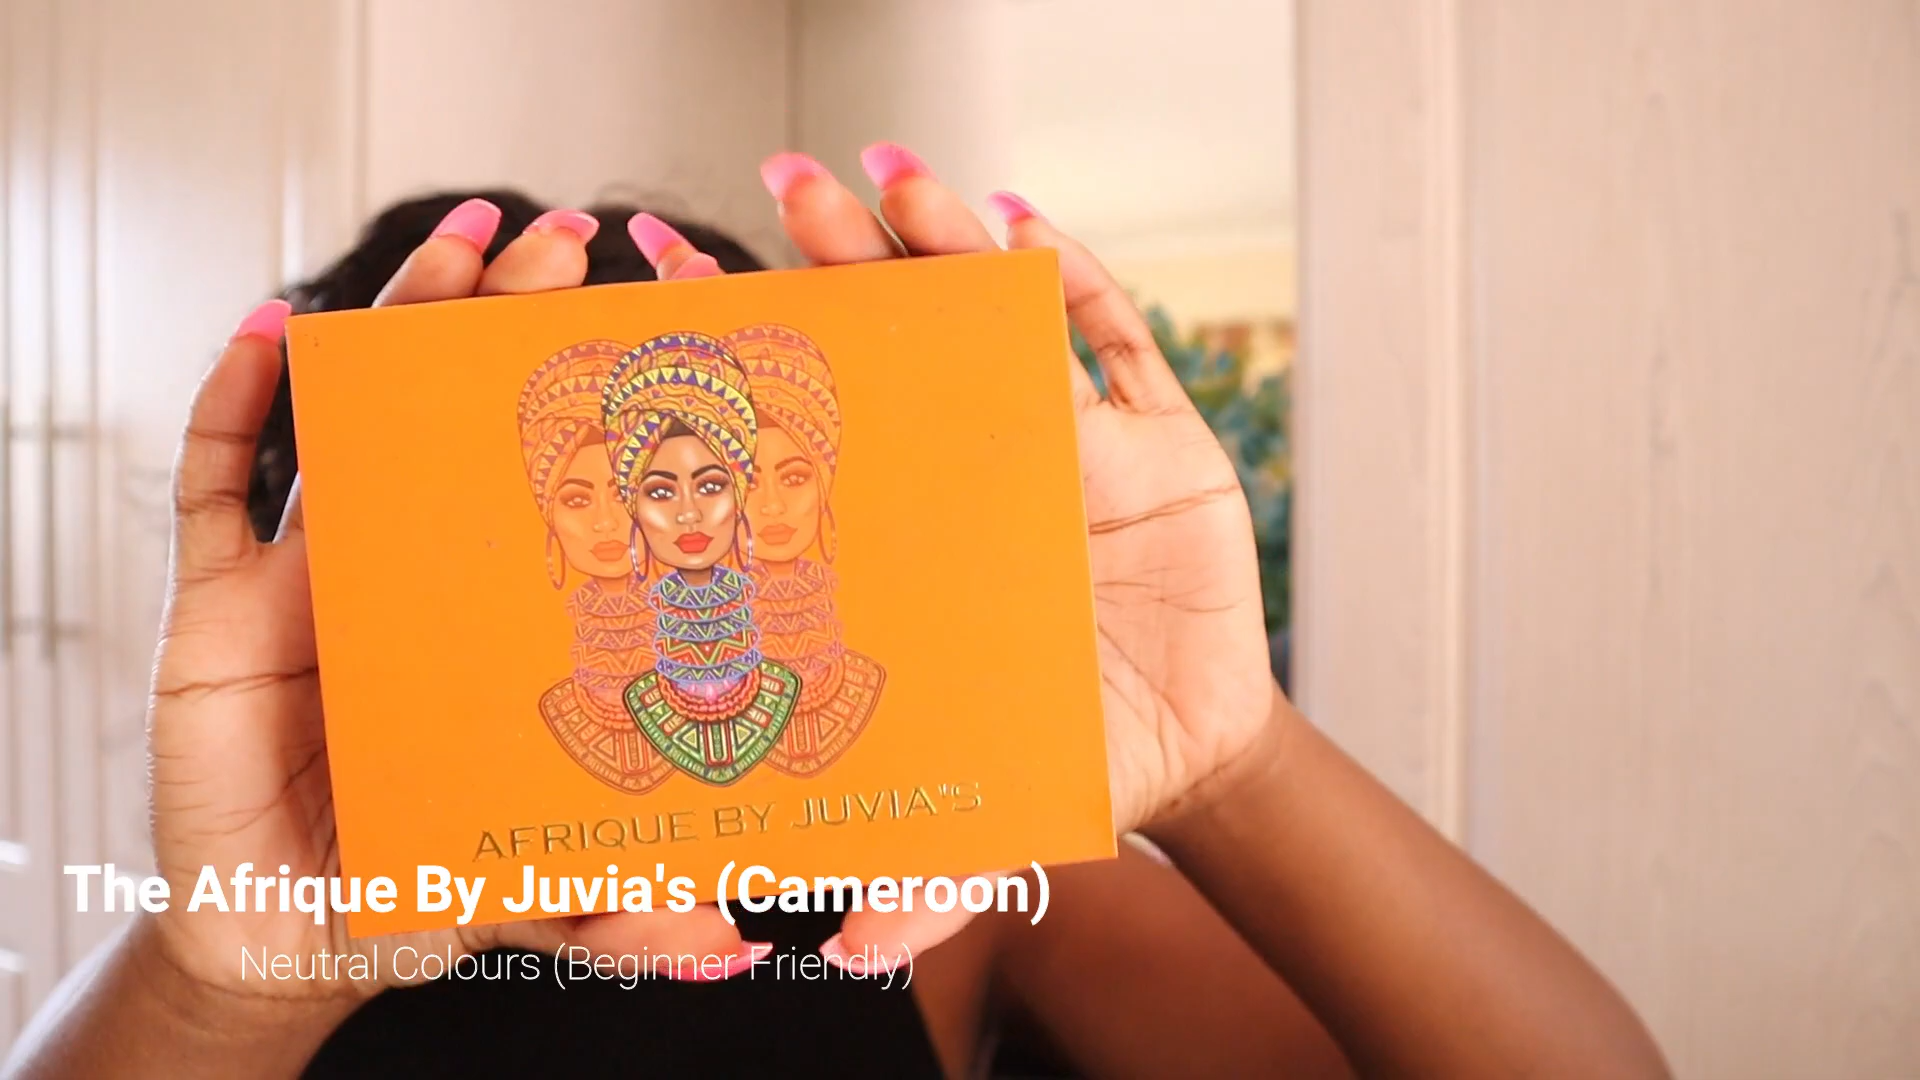 AFRIQUE BY JUVIA'S
The Afrique By Juvia's (Cameroon)
Neutral Colours (Beginner Friendly)